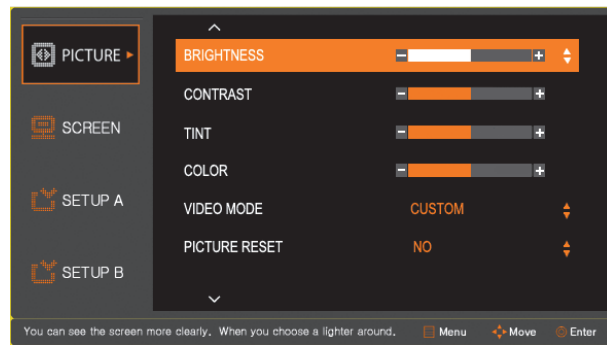 PICTURE
SCREEN
SETUP A
SETUP B
BRIGHTNESS
CONTRAST
TINT
COLOR
VIDEO MODE CUSTOM
PICTURE RESET NO
You can see the screen more clearly. When you choose a lighter around. Menu Move Enter